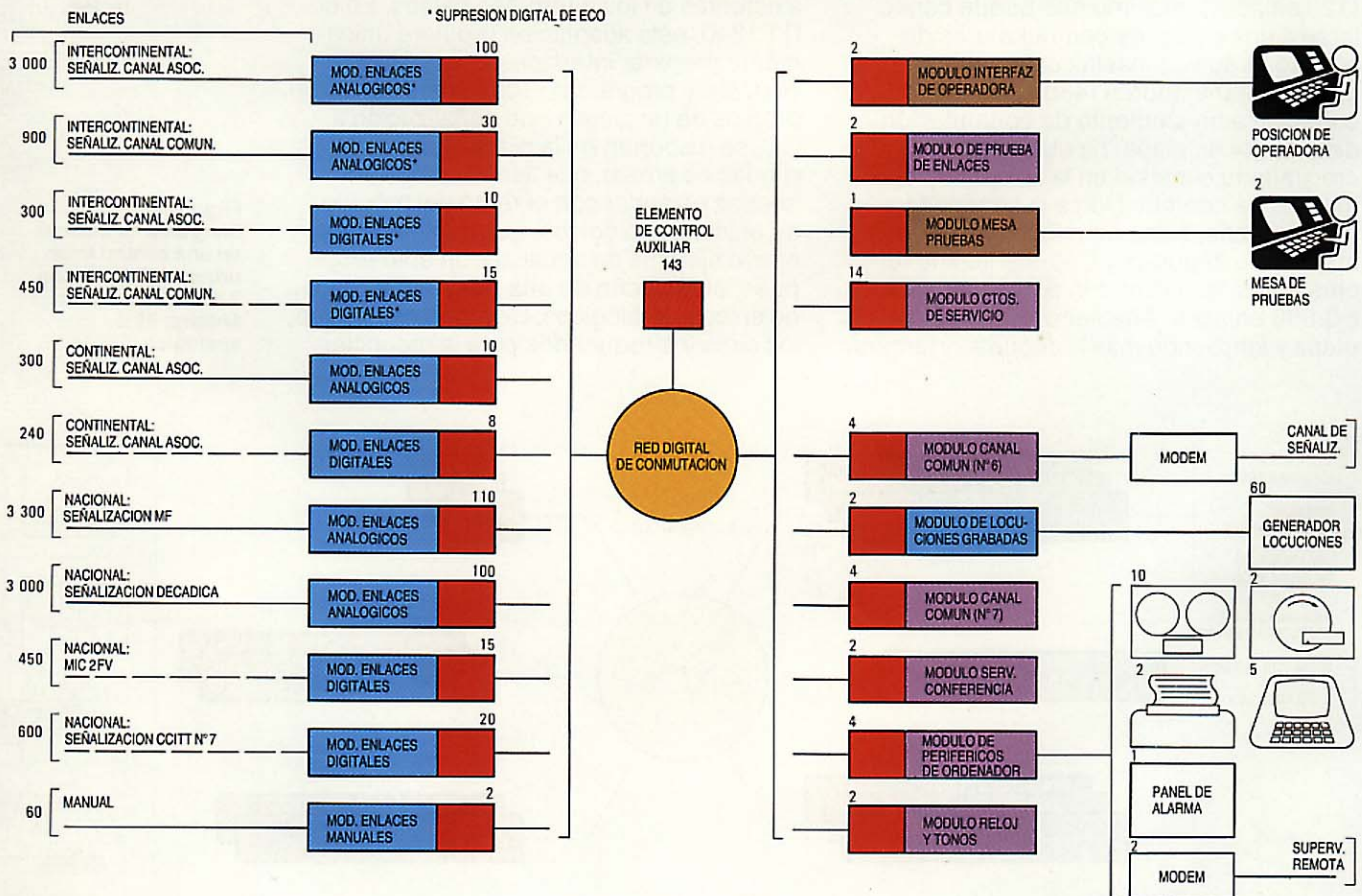 ENLACES
* SUPRESION DIGITAL DE ECO
3 000
INTERCONTINENTAL:
SEÑALIZ. CANAL ASOC.
100
MOD. ENLACES
ANALOGICOS*
900
INTERCONTINENTAL:
SEÑALIZ. CANAL COMUN.
30
MOD. ENLACES
ANALOGICOS*
300
INTERCONTINENTAL:
SEÑALIZ. CANAL ASOC.
10
MOD. ENLACES
DIGITALES*
450
INTERCONTINENTAL:
SEÑALIZ. CANAL COMUN.
15
MOD. ENLACES
DIGITALES*
300
CONTINENTAL:
SEÑALIZ. CANAL ASOC.
10
MOD. ENLACES
ANALOGICOS
240
CONTINENTAL:
SEÑALIZ. CANAL ASOC.
8
MOD. ENLACES
DIGITALES
3 300
NACIONAL:
SEÑALIZACION MF
110
MOD. ENLACES
ANALOGICOS
3 000
NACIONAL:
SEÑALIZACION DECADICA
100
MOD. ENLACES
ANALOGICOS
450
NACIONAL:
MIC 2FV
15
MOD. ENLACES
DIGITALES
600
NACIONAL:
SEÑALIZACION CCITT N° 7
20
MOD. ENLACES
DIGITALES
60
MANUAL
2
MOD. ENLACES
MANUALES
ELEMENTO
DE CONTROL
AUXILIAR
143
RED DIGITAL
DE CONMUTACION
2
MODULO INTERFAZ
DE OPERADORA
POSICION DE
OPERADORA
2
MODULO DE PRUEBA
DE ENLACES
1
MODULO MESA
PRUEBAS
2
MESA DE
PRUEBAS
14
MODULO CTOS.
DE SERVICIO
4
MODULO CANAL
COMUN (N° 6)
MODEM
CANAL DE
SEÑALIZ.
2
MODULO DE LOCU-
CIONES GRABADAS
60
GENERADOR
LOCUCIONES
4
MODULO CANAL
COMUN (N° 7)
2
MODULO SERV.
CONFERENCIA
4
MODULO DE
PERIFERICOS
DE ORDENADOR
2
MODULO RELOJ
Y TONOS
10
2
2
5
1
PANEL DE
ALARMA
2
MODEM
SUPERV.
REMOTA